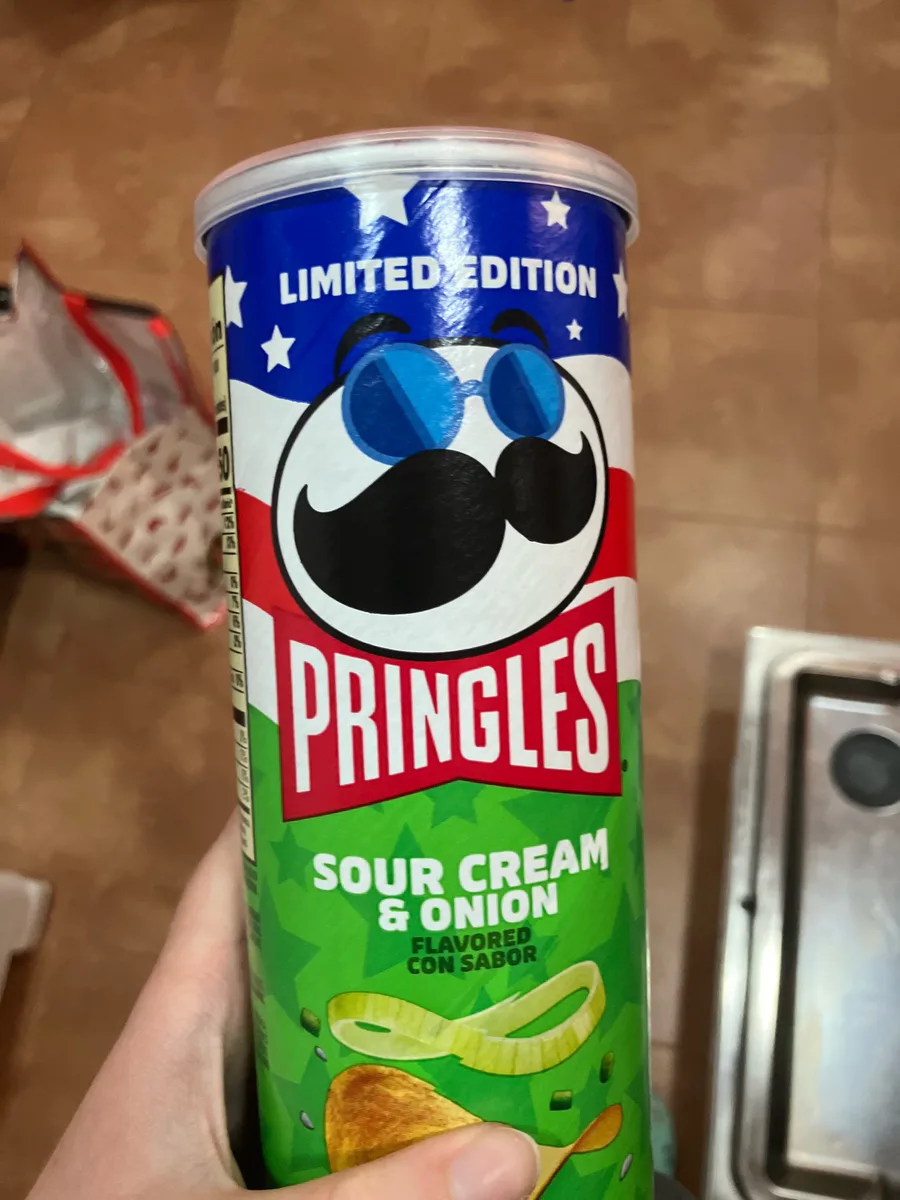 LIMITED EDITION
PRINGLES
SOUR CREAM
& ONION
FLAVORED
CON SABOR